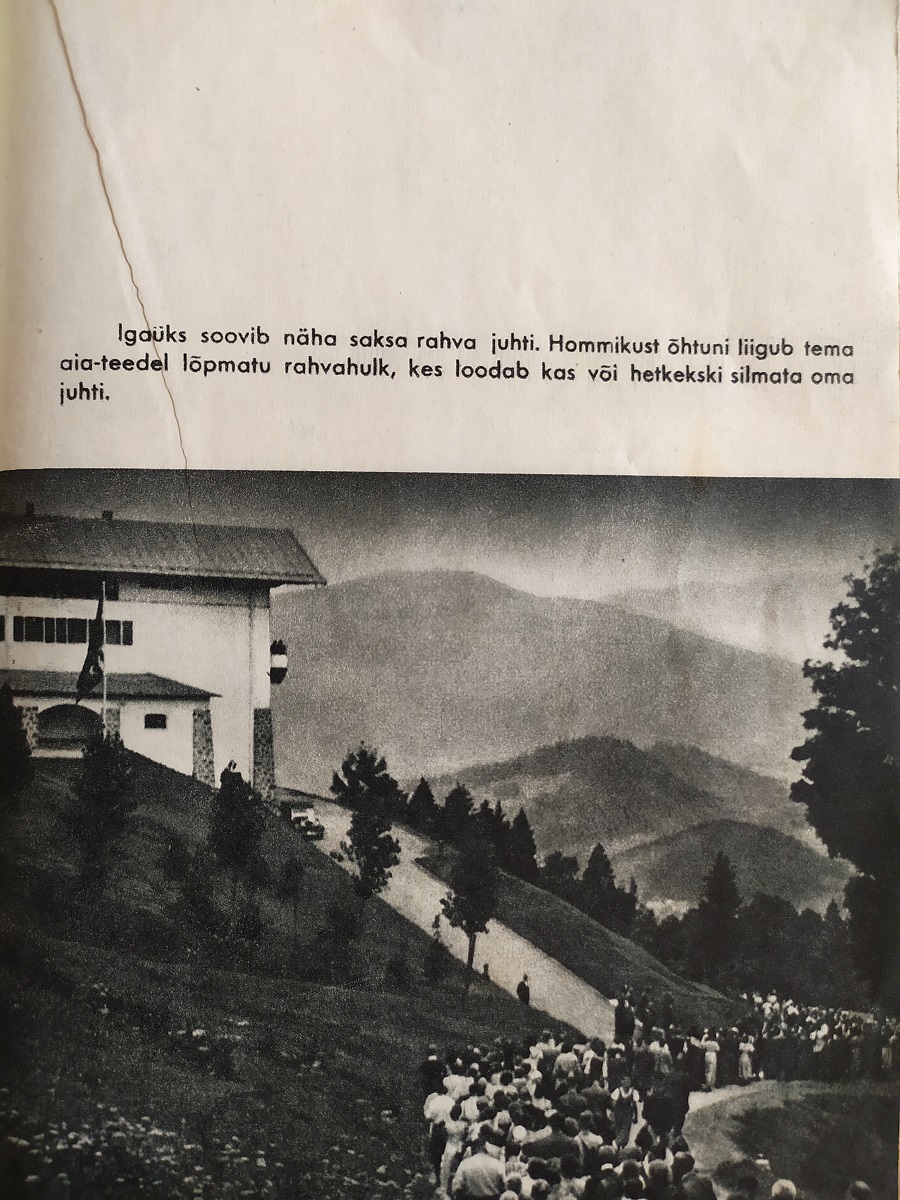 Igaüks soovib näha saksa rahva juhti. Hommikust õhtuni liigub tema
aia-teedel lõpmatu rahvahulk, kes loodab kas või hetkekski silmata oma
juhti.